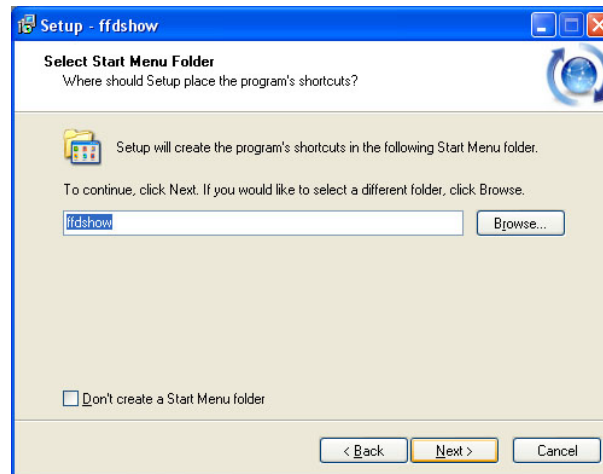 Setup - ffdshow
Select Start Menu Folder
Where should Setup place the program's shortcuts?
Setup will create the program's shortcuts in the following Start Menu folder.
To continue, click Next. If you would like to select a different folder, click Browse.
ffdshow
Browse...
Don't create a Start Menu folder
< Back
Next >
Cancel